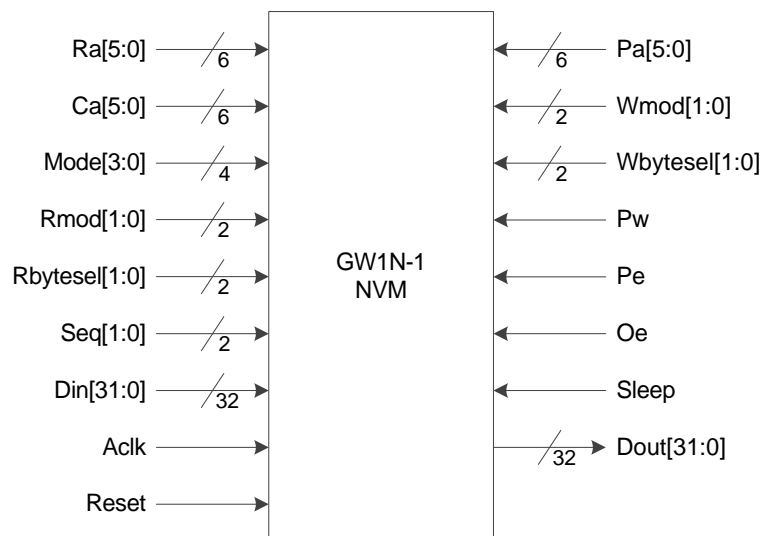 Ra[5:0]
6
Ca[5:0]
6
Mode[3:0]
4
Rmod[1:0]
2
Rbytesel[1:0]
2
Seq[1:0]
2
Din[31:0]
32
Aclk
Reset
GW1N-1
NVM
6
Pa[5:0]
2
Wmod[1:0]
2
Wbytesel[1:0]
Pw
Pe
Oe
Sleep
32
Dout[31:0]